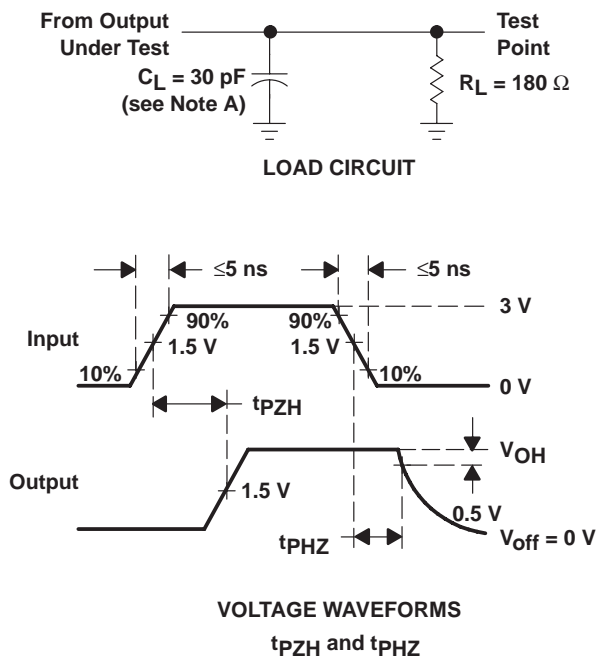 From Output
Under Test
Test
Point
CL = 30 pF
(see Note A)
RL = 180 Ω
LOAD CIRCUIT
≤5 ns
≤5 ns
3 V
90%
90%
Input
1.5 V
1.5 V
10%
10%
0 V
tPZH
VOH
Output
1.5 V
0.5 V
tPHZ
Voff = 0 V
VOLTAGE WAVEFORMS
tPZH and tPHZ